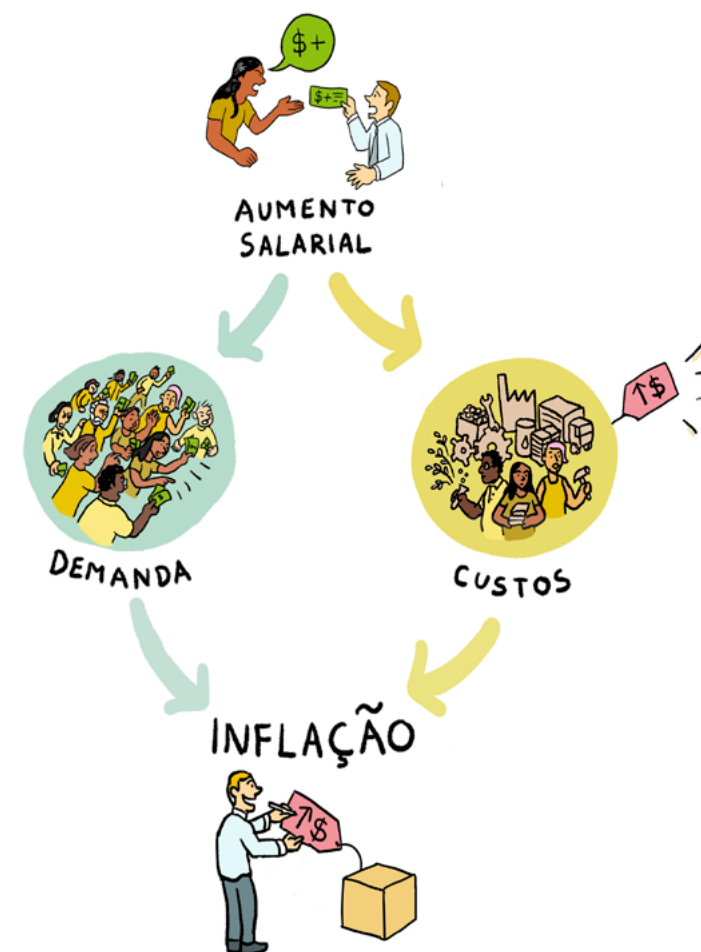 $+
$+=
AUMENTO
SALARIAL
↑$
DEMANDA
CUSTOS
INFLAÇÃO
↑$